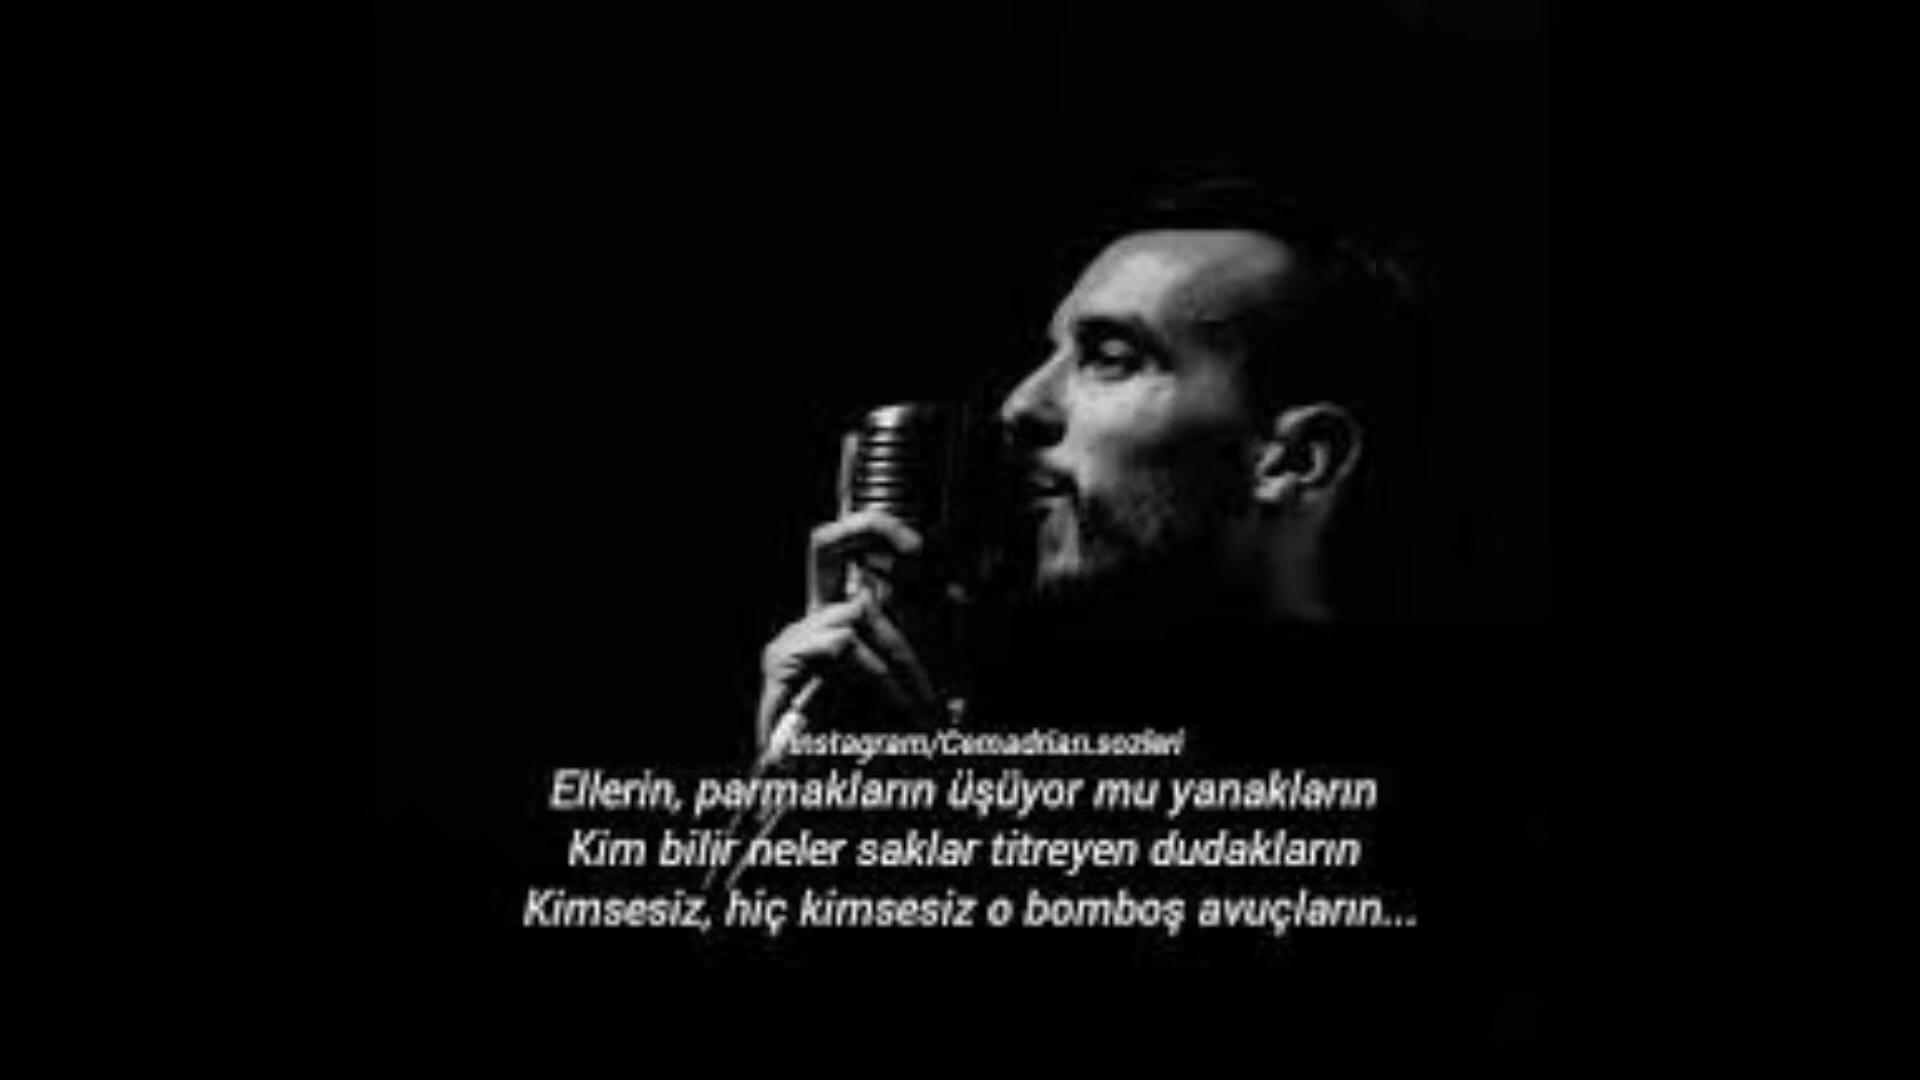 instagram/Cemadrian.sozleri
Ellerin, parmakların üşüyor mu yanakların
Kim bilir neler saklar titreyen dudakların
Kimsesiz, hiç kimsesiz o bomboş avuçların...